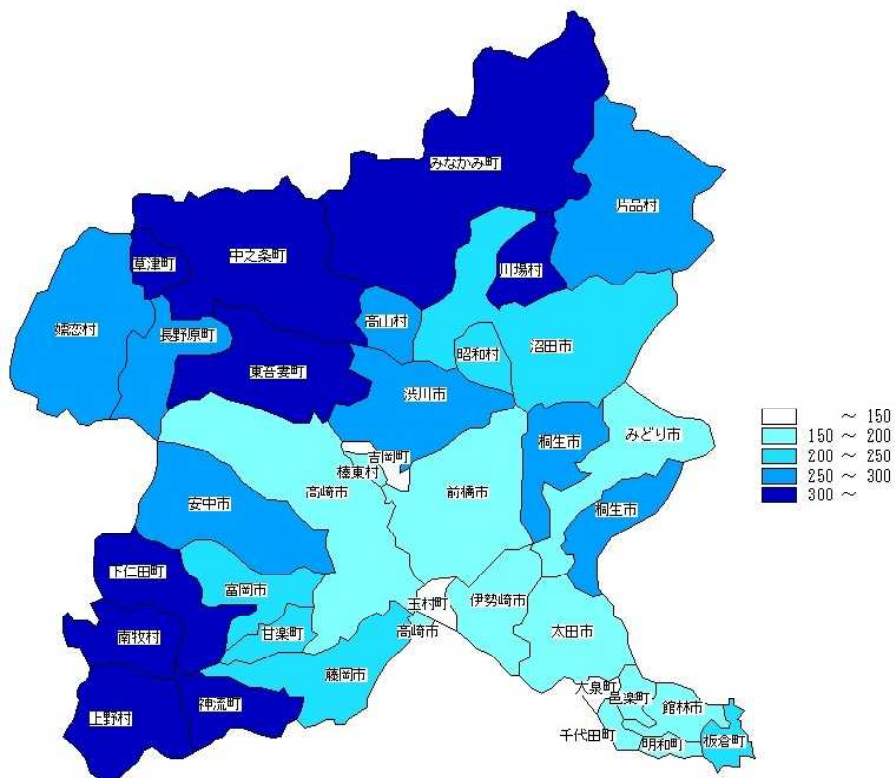 みなかみ町
片品村
川場村
中之条町
草津町
嬬恋村
長野原町
高山村
昭和村
沼田市
東吾妻町
渋川市
桐生市
みどり市
吉岡町
榛東村
高崎市
前橋市
安中市
桐生市
下仁田町
富岡市
玉村町
伊勢崎市
南牧村
甘楽町
高崎市
太田市
藤岡市
上野村
神流町
大泉町
邑楽町
館林市
千代田町
明和町
板倉町
～ 150
150 ～ 200
200 ～ 250
250 ～ 300
300 ～